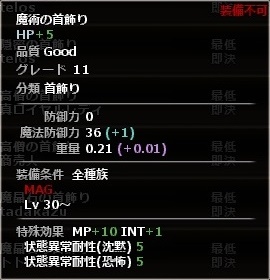 装備不可
魔術の首飾り
HP+5
品質 Good
グレード 11
分類 首飾り
防御力 0
魔法防御力 36 (+1)
重量 0.21 (+0.01)
装備条件 全種族
MAG
Lv 30～
特殊効果 MP+10 INT+1
状態異常耐性(沈黙) 5
状態異常耐性(恐怖) 5